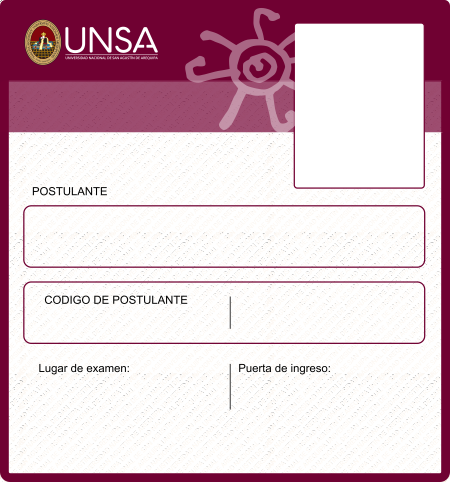 UNSA
UNIVERSIDAD NACIONAL DE SAN AGUSTÍN DE AREQUIPA
POSTULANTE
CODIGO DE POSTULANTE
Lugar de examen:
Puerta de ingreso: